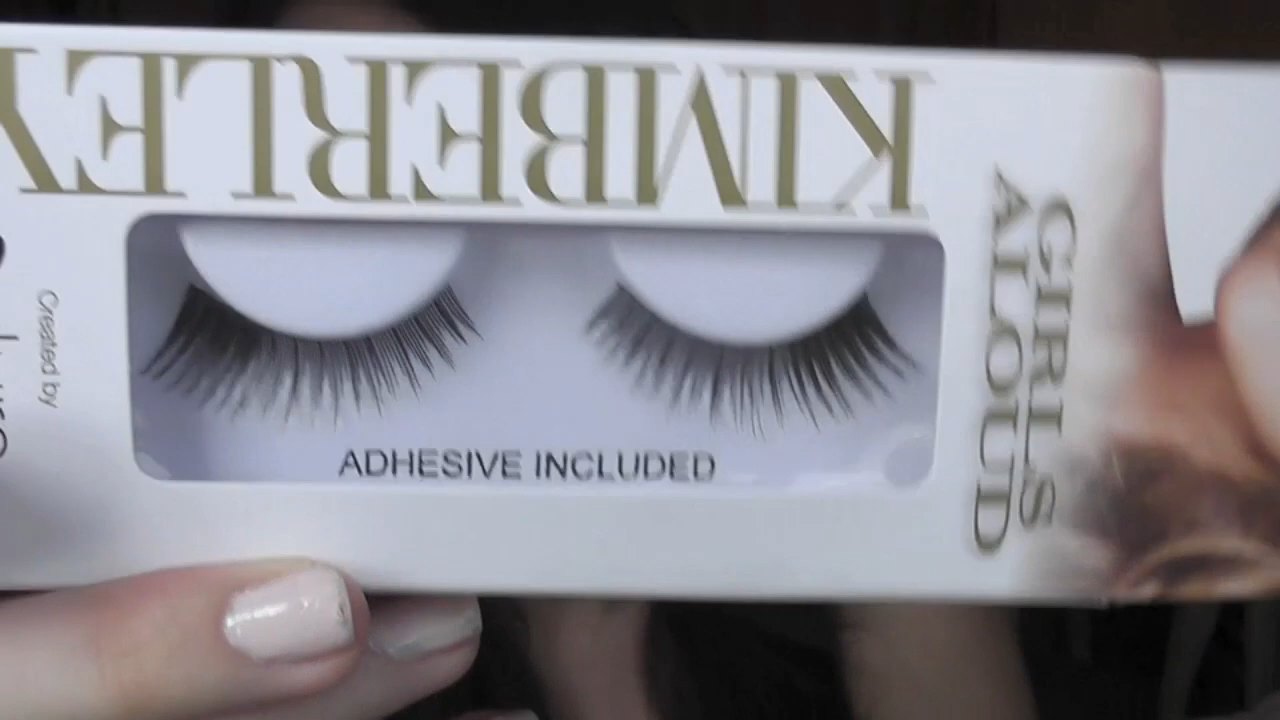 KIMBERLEY
GIRLS
ALOUD
Created by
ADHESIVE INCLUDED